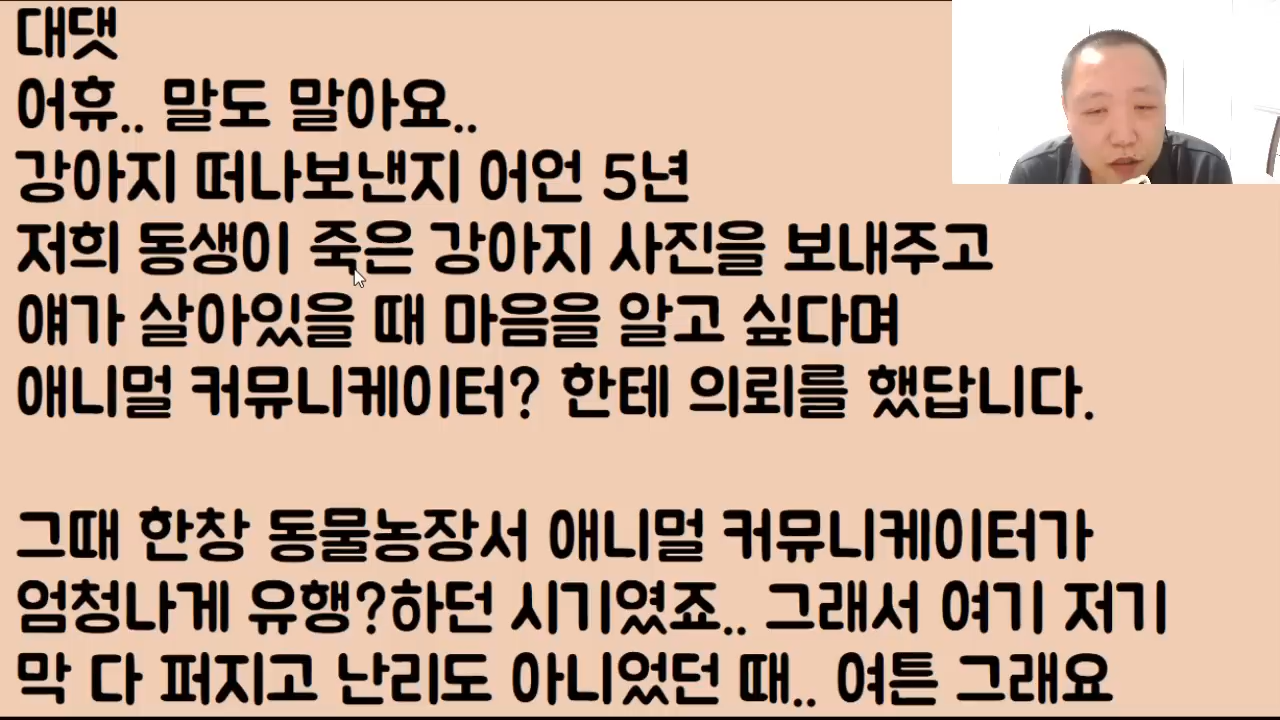 대댓
어휴.. 말도 말아요..
강아지 떠나보낸지 어언 5년
저희 동생이 죽은 강아지 사진을 보내주고
얘가 살아있을 때 마음을 알고 싶다며
애니멀 커뮤니케이터? 한테 의뢰를 했답니다.
그때 한창 동물농장서 애니멀 커뮤니케이터가
엄청나게 유행?하던 시기였죠.. 그래서 여기 저기
막 다 퍼지고 난리도 아니었던 때.. 여튼 그래요